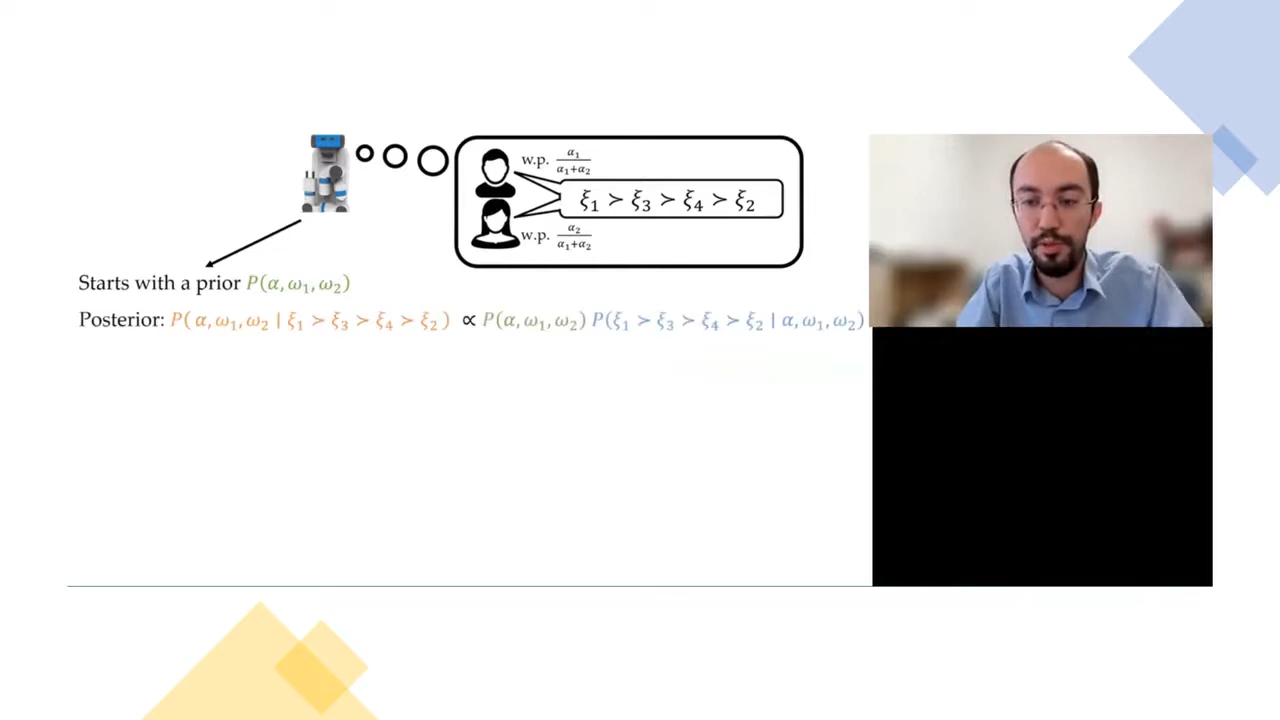 w.p. α₁/(α₁+α₂)
ξ₁ ≻ ξ₃ ≻ ξ₄ ≻ ξ₂
w.p. α₂/(α₁+α₂)
Starts with a prior P(α, ω₁, ω₂)
Posterior: P( α, ω₁, ω₂ | ξ₁ ≻ ξ₃ ≻ ξ₄ ≻ ξ₂ ) ∝ P(α, ω₁, ω₂) P(ξ₁ ≻ ξ₃ ≻ ξ₄ ≻ ξ₂ | α, ω₁, ω₂)